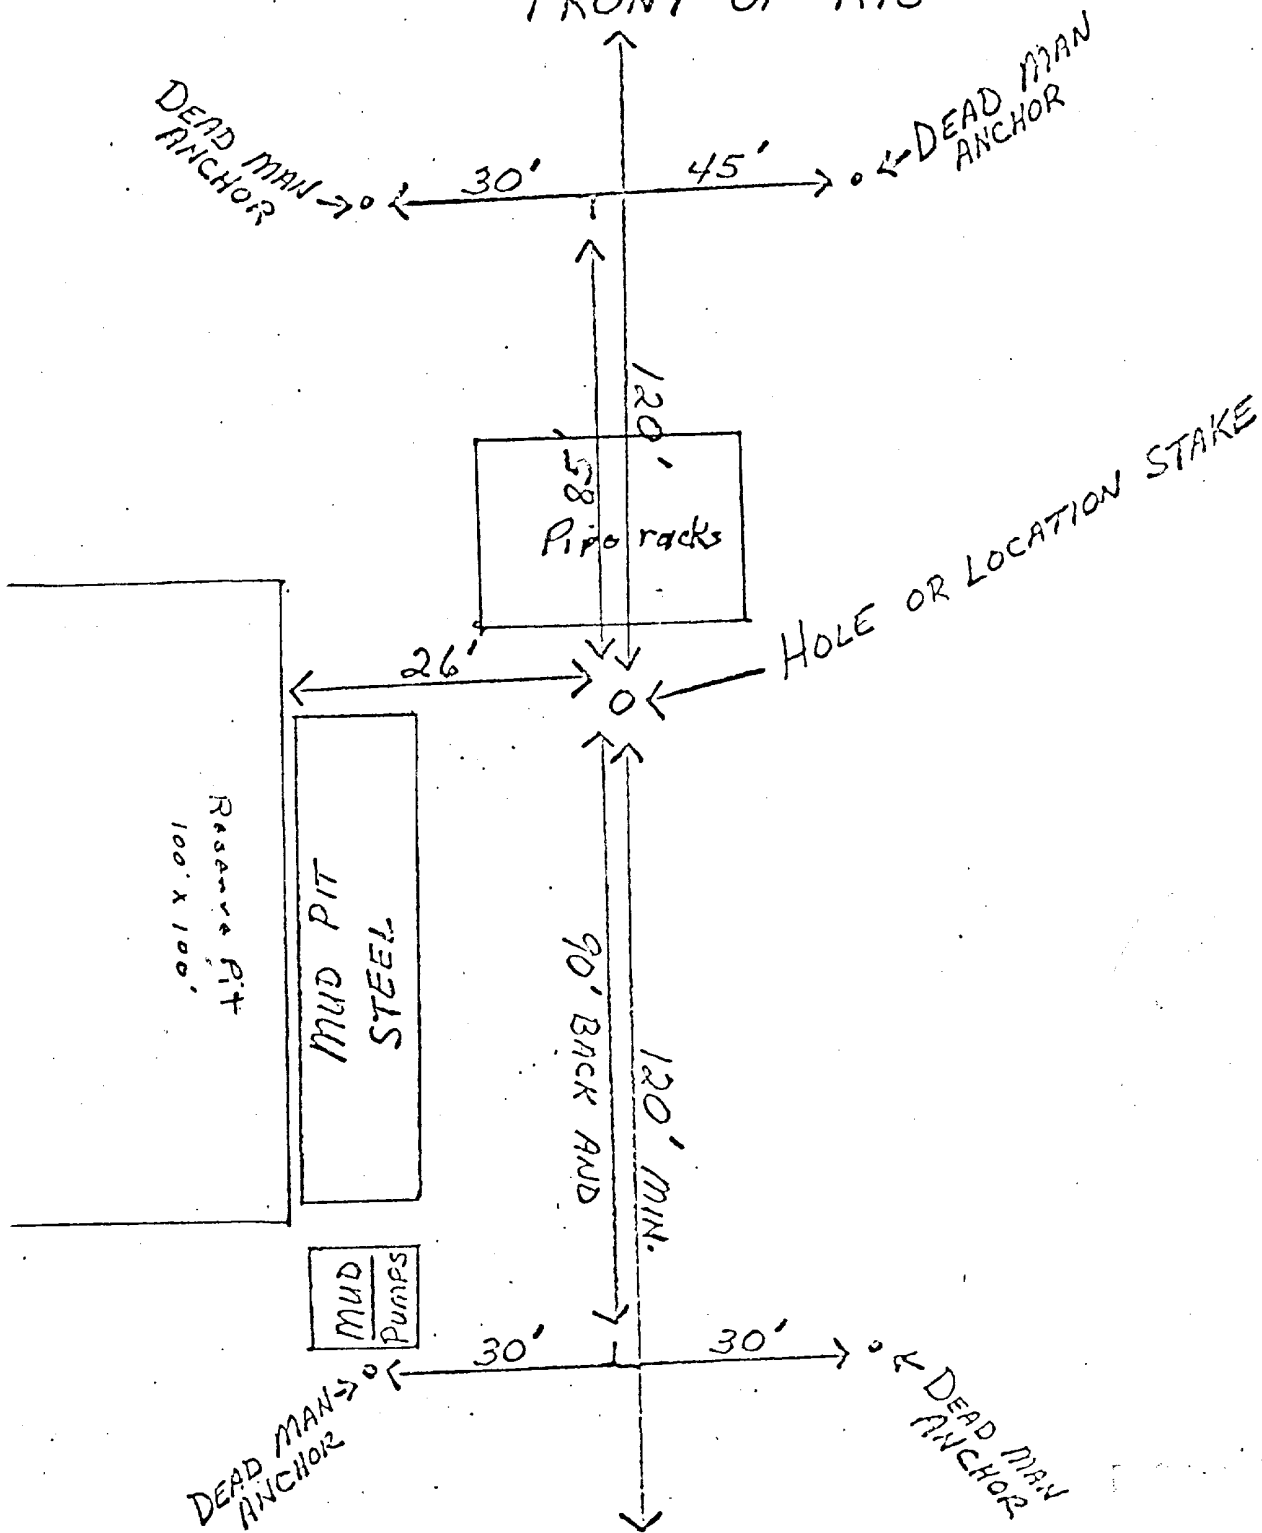 FRONT OF RIG
DEAD MAN
ANCHOR
DEAD MAN
ANCHOR
30'
45'
120'
85'
Pipe racks
HOLE OR LOCATION STAKE
26'
Reserve Pit
100' x 100'
MUD PIT
STEEL
90' BACK AND
120' MIN.
MUD
Pumps
30'
30'
DEAD MAN
ANCHOR
DEAD MAN
ANCHOR